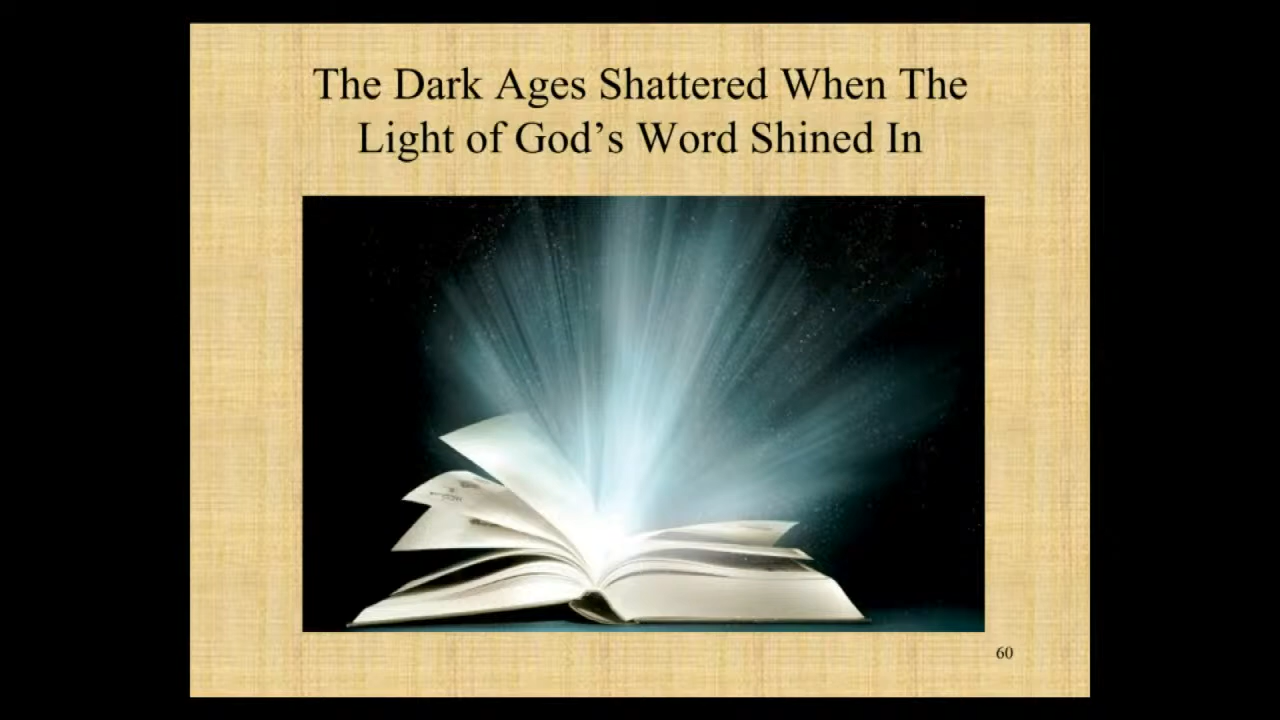 The Dark Ages Shattered When The
Light of God’s Word Shined In
60